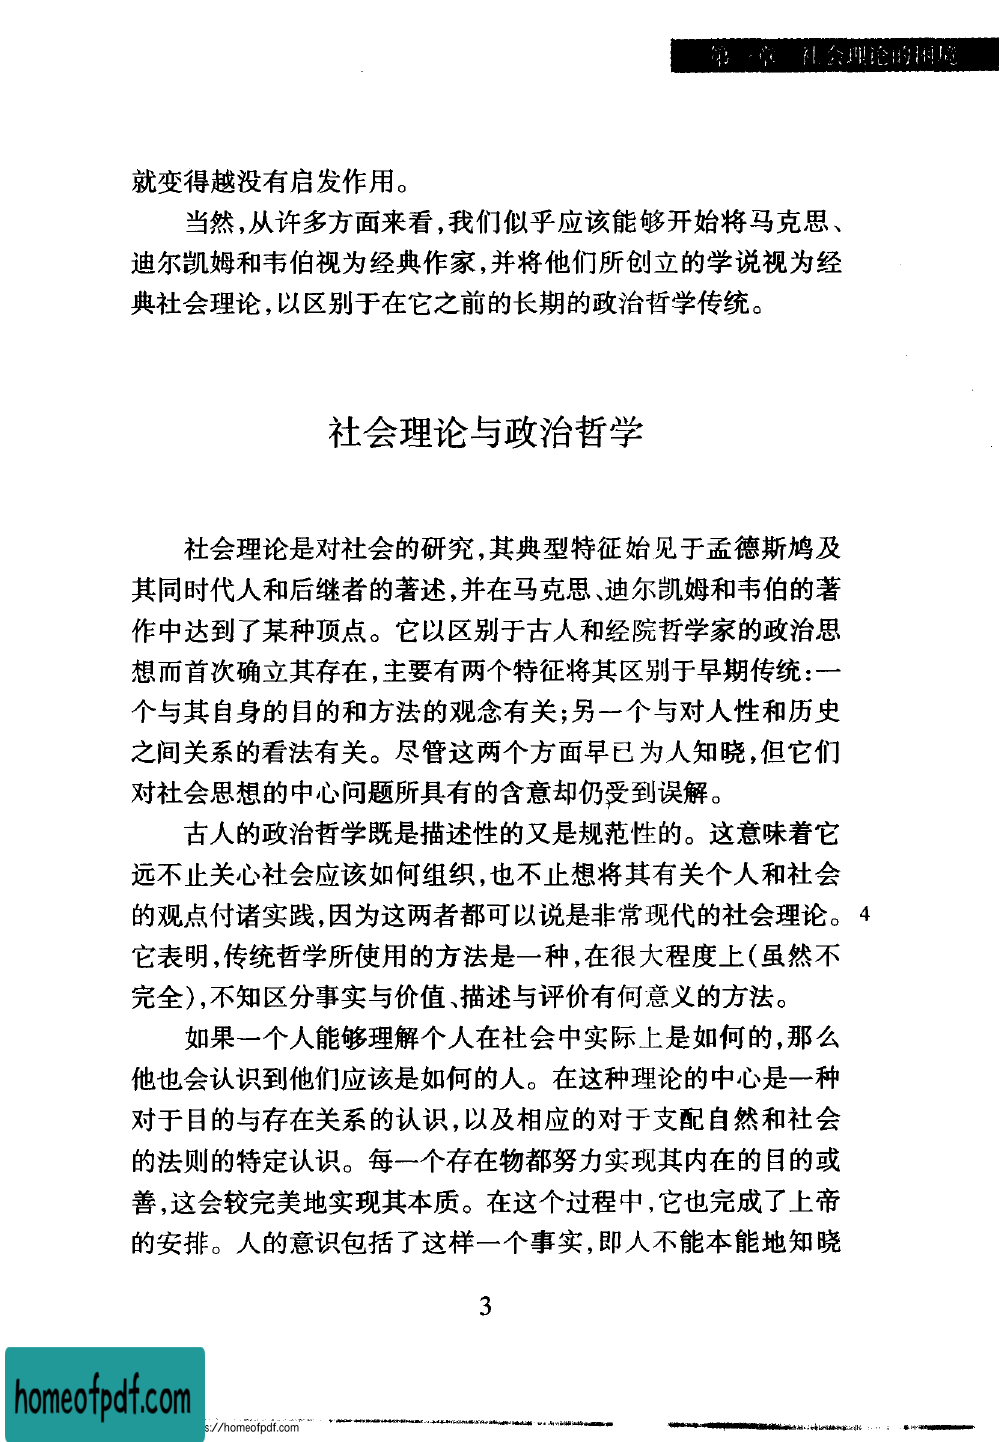 第一章 社会理论的困境
就变得越没有启发作用。
当然,从许多方面来看,我们似乎应该能够开始将马克思、
迪尔凯姆和韦伯视为经典作家,并将他们所创立的学说视为经
典社会理论,以区别于在它之前的长期的政治哲学传统。
社会理论与政治哲学
社会理论是对社会的研究,其典型特征始见于孟德斯鸠及
其同时代人和后继者的著述,并在马克思、迪尔凯姆和韦伯的著
作中达到了某种顶点。它以区别于古人和经院哲学家的政治思
想而首次确立其存在,主要有两个特征将其区别于早期传统:一
个与其自身的目的和方法的观念有关;另一个与对人性和历史
之间关系的看法有关。尽管这两个方面早已为人知晓,但它们
对社会思想的中心问题所具有的含意却仍受到误解。
古人的政治哲学既是描述性的又是规范性的。这意味着它
远不止关心社会应该如何组织,也不止想将其有关个人和社会
的观点付诸实践,因为这两者都可以说是非常现代的社会理论。 4
它表明,传统哲学所使用的方法是一种,在很大程度上(虽然不
完全),不知区分事实与价值、描述与评价有何意义的方法。
如果一个人能够理解个人在社会中实际上是如何的,那么
他也会认识到他们应该是如何的人。在这种理论的中心是一种
对于目的与存在关系的认识,以及相应的对于支配自然和社会
的法则的特定认识。每一个存在物都努力实现其内在的目的或
善,这会较完美地实现其本质。在这个过程中,它也完成了上帝
的安排。人的意识包括了这样一个事实,即人不能本能地知晓
3
homeofpdf.com
s://homeofpdf.com